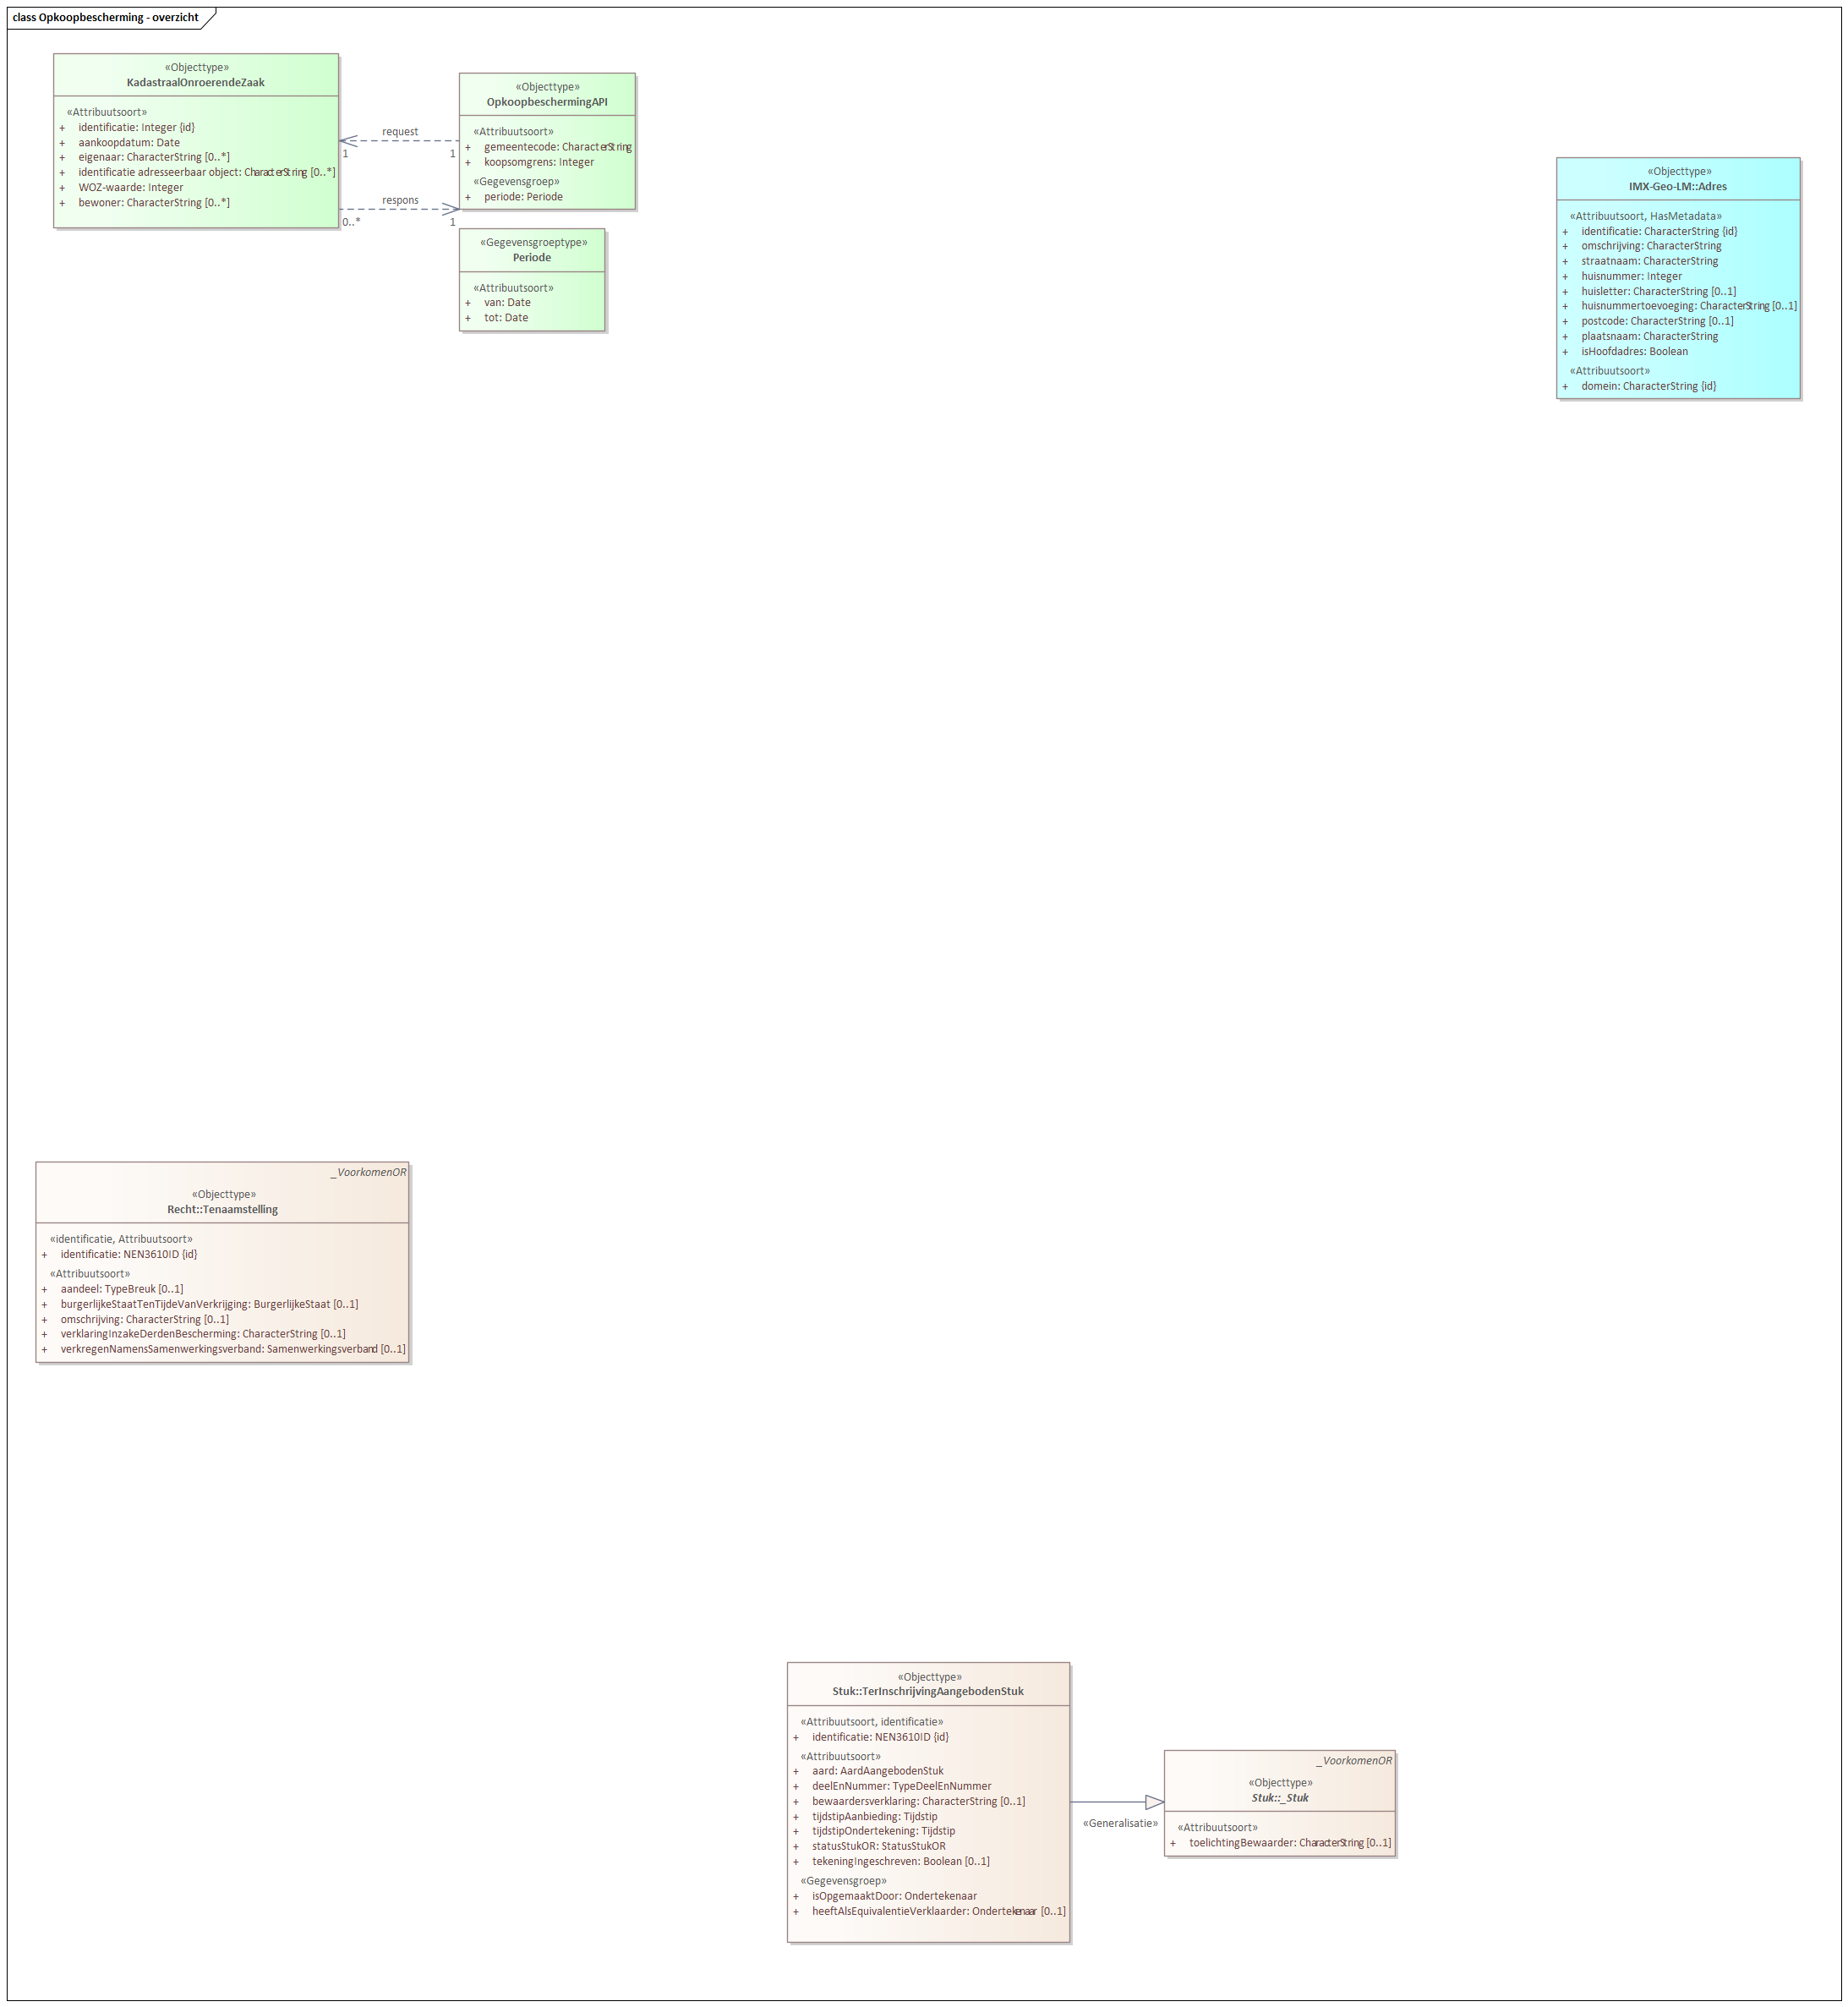 class Opkoopbescherming - overzicht
«Objecttype»
KadastraalOnroerendeZaak
«Attribuutsoort»
+ identificatie: Integer {id}
+ aankoopdatum: Date
+ eigenaar: CharacterString [0..*]
+ identificatie adresseerbaar object: CharacterString [0..*]
+ WOZ-waarde: Integer
+ bewoner: CharacterString [0..*]
request
1
1
respons
0..*
1
«Objecttype»
OpkoopbeschermingAPI
«Attribuutsoort»
+ gemeentecode: CharacterString
+ koopsomgrens: Integer
«Gegevensgroep»
+ periode: Periode
«Gegevensgroeptype»
Periode
«Attribuutsoort»
+ van: Date
+ tot: Date
«Objecttype»
IMX-Geo-LM::Adres
«Attribuutsoort, HasMetadata»
+ identificatie: CharacterString {id}
+ omschrijving: CharacterString
+ straatnaam: CharacterString
+ huisnummer: Integer
+ huisletter: CharacterString [0..1]
+ huisnummertoevoeging: CharacterString [0..1]
+ postcode: CharacterString [0..1]
+ plaatsnaam: CharacterString
+ isHoofdadres: Boolean
«Attribuutsoort»
+ domein: CharacterString {id}
_VoorkomenOR
«Objecttype»
Recht::Tenaamstelling
«identificatie, Attribuutsoort»
+ identificatie: NEN3610ID {id}
«Attribuutsoort»
+ aandeel: TypeBreuk [0..1]
+ burgerlijkeStaatTenTijdeVanVerkrijging: BurgerlijkeStaat [0..1]
+ omschrijving: CharacterString [0..1]
+ verklaringInzakeDerdenBescherming: CharacterString [0..1]
+ verkregenNamensSamenwerkingsverband: Samenwerkingsverband [0..1]
«Objecttype»
Stuk::TerInschrijvingAangebodenStuk
«Attribuutsoort, identificatie»
+ identificatie: NEN3610ID {id}
«Attribuutsoort»
+ aard: AardAangebodenStuk
+ deelEnNummer: TypeDeelEnNummer
+ bewaardersverklaring: CharacterString [0..1]
+ tijdstipAanbieding: Tijdstip
+ tijdstipOndertekening: Tijdstip
+ statusStukOR: StatusStukOR
+ tekeningIngeschreven: Boolean [0..1]
«Gegevensgroep»
+ isOpgemaaktDoor: Ondertekenaar
+ heeftAlsEquivalentieVerklaarder: Ondertekenaar [0..1]
«Generalisatie»
_VoorkomenOR
«Objecttype»
Stuk::_Stuk
«Attribuutsoort»
+ toelichtingBewaarder: CharacterString [0..1]